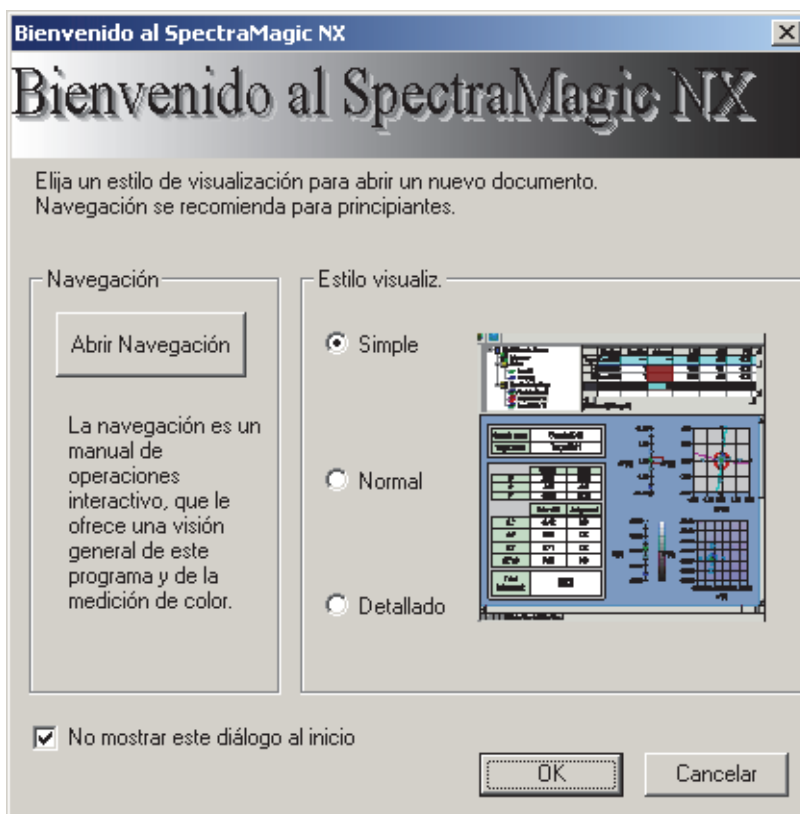 Bienvenido al SpectraMagic NX
Bienvenido al SpectraMagic NX
Elija un estilo de visualización para abrir un nuevo documento.
Navegación se recomienda para principiantes.
Navegación
Abrir Navegación
La navegación es un
manual de
operaciones
interactivo, que le
ofrece una visión
general de este
programa y de la
medición de color.
Estilo visualiz.
Simple
Normal
Detallado
No mostrar este diálogo al inicio
OK
Cancelar